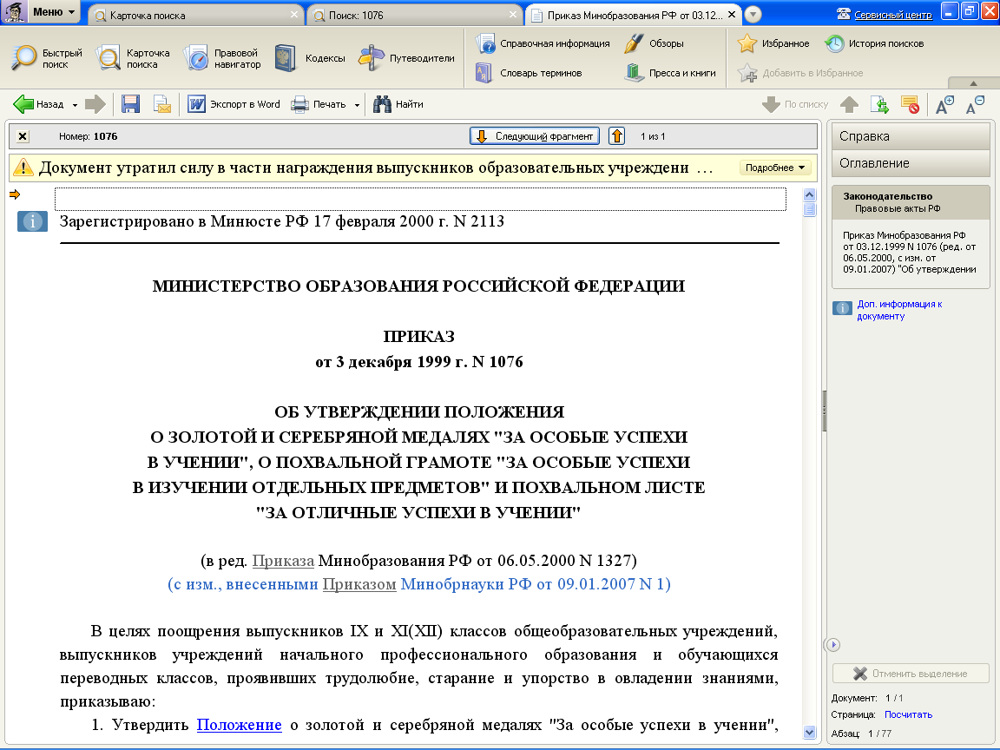 Меню
Карточка поиска
Поиск: 1076
Приказ Минобразования РФ от 03.12...
Сервисный центр
Быстрый поиск
Карточка поиска
Правовой навигатор
Кодексы
Путеводители
Справочная информация
Словарь терминов
Обзоры
Пресса и книги
Избранное
История поисков
Добавить в Избранное
Назад
Экспорт в Word
Печать
Найти
По списку
Номер: 1076
Следующий фрагмент
1 из 1
Документ утратил силу в части награждения выпускников образовательных учреждени ...
Подробнее
Зарегистрировано в Минюсте РФ 17 февраля 2000 г. N 2113
МИНИСТЕРСТВО ОБРАЗОВАНИЯ РОССИЙСКОЙ ФЕДЕРАЦИИ
ПРИКАЗ
от 3 декабря 1999 г. N 1076
ОБ УТВЕРЖДЕНИИ ПОЛОЖЕНИЯ
О ЗОЛОТОЙ И СЕРЕБРЯНОЙ МЕДАЛЯХ "ЗА ОСОБЫЕ УСПЕХИ
В УЧЕНИИ", О ПОХВАЛЬНОЙ ГРАМОТЕ "ЗА ОСОБЫЕ УСПЕХИ
В ИЗУЧЕНИИ ОТДЕЛЬНЫХ ПРЕДМЕТОВ" И ПОХВАЛЬНОМ ЛИСТЕ
"ЗА ОТЛИЧНЫЕ УСПЕХИ В УЧЕНИИ"
(в ред. Приказа Минобразования РФ от 06.05.2000 N 1327)
(с изм., внесенными Приказом Минобрнауки РФ от 09.01.2007 N 1)
В целях поощрения выпускников IX и XI(XII) классов общеобразовательных учреждений,
выпускников учреждений начального профессионального образования и обучающихся
переводных классов, проявивших трудолюбие, старание и упорство в овладении знаниями,
приказываю:
1. Утвердить Положение о золотой и серебряной медалях "За особые успехи в учении",
Справка
Оглавление
Законодательство
Правовые акты РФ
Приказ Минобразования РФ
от 03.12.1999 N 1076 (ред. от
06.05.2000, с изм. от
09.01.2007) "Об утверждении
Доп. информация к
документу
Отменить выделение
Документ: 1 / 1
Страница: Посчитать
Абзац: 1 / 77